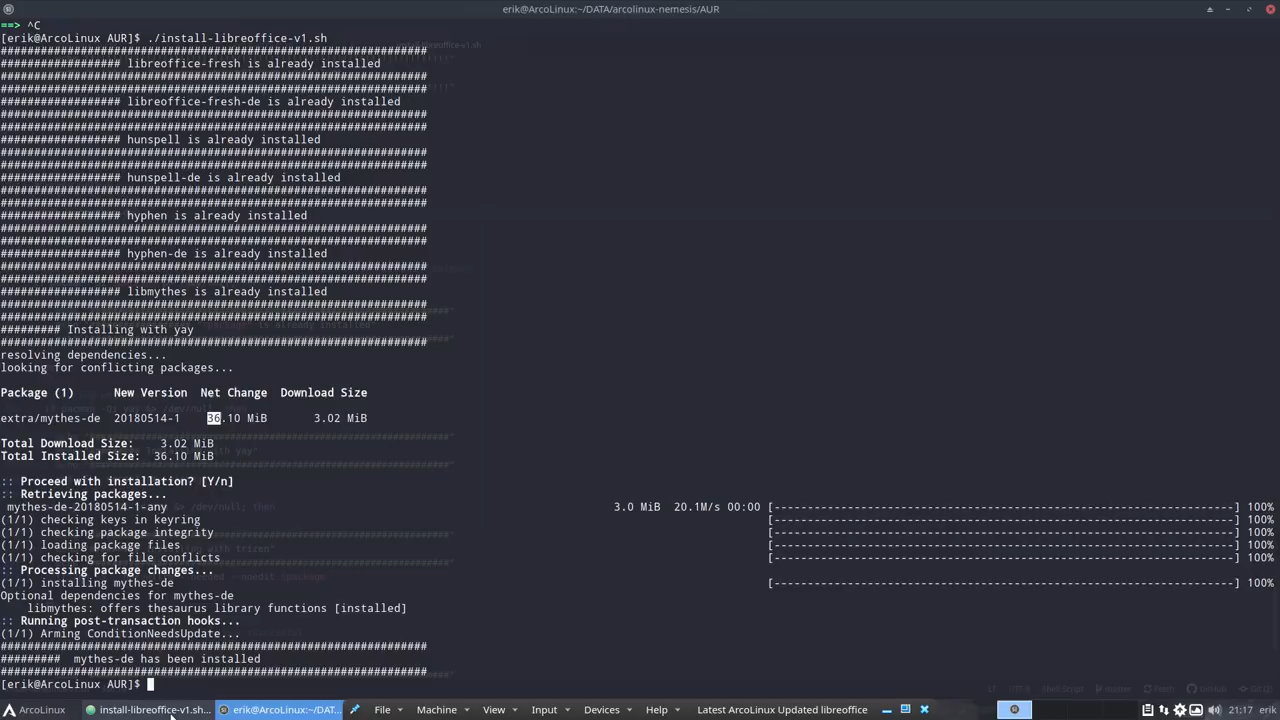 erik@ArcoLinux:~/DATA/arcolinux-nemesis/AUR
==> ^C
[erik@ArcoLinux AUR]$ ./install-libreoffice-v1.sh
################################################################
################## libreoffice-fresh is already installed
################################################################
################################################################
################## libreoffice-fresh-de is already installed
################################################################
################################################################
################## hunspell is already installed
################################################################
################################################################
################## hunspell-de is already installed
################################################################
################################################################
################## hyphen is already installed
################################################################
################################################################
################## hyphen-de is already installed
################################################################
################################################################
################## libmythes is already installed
################################################################
################################################################
######### Installing with yay
################################################################
resolving dependencies...
looking for conflicting packages...
Package (1) New Version Net Change Download Size
extra/mythes-de 20180514-1 36.10 MiB 3.02 MiB
Total Download Size: 3.02 MiB
Total Installed Size: 36.10 MiB
:: Proceed with installation? [Y/n]
:: Retrieving packages...
mythes-de-20180514-1-any 3.0 MiB 20.1M/s 00:00 [----------------------------------------------------------------------] 100%
(1/1) checking keys in keyring [----------------------------------------------------------------------] 100%
(1/1) checking package integrity [----------------------------------------------------------------------] 100%
(1/1) loading package files [----------------------------------------------------------------------] 100%
(1/1) checking for file conflicts [----------------------------------------------------------------------] 100%
:: Processing package changes...
(1/1) installing mythes-de [----------------------------------------------------------------------] 100%
Optional dependencies for mythes-de
libmythes: offers thesaurus library functions [installed]
:: Running post-transaction hooks...
(1/1) Arming ConditionNeedsUpdate...
################################################################
######### mythes-de has been installed
################################################################
[erik@ArcoLinux AUR]$
ArcoLinux install-libreoffice-v1.sh... erik@ArcoLinux:~/DAT... File Machine View Input Devices Help Latest ArcoLinux Updated libreoffice 21:17 erik